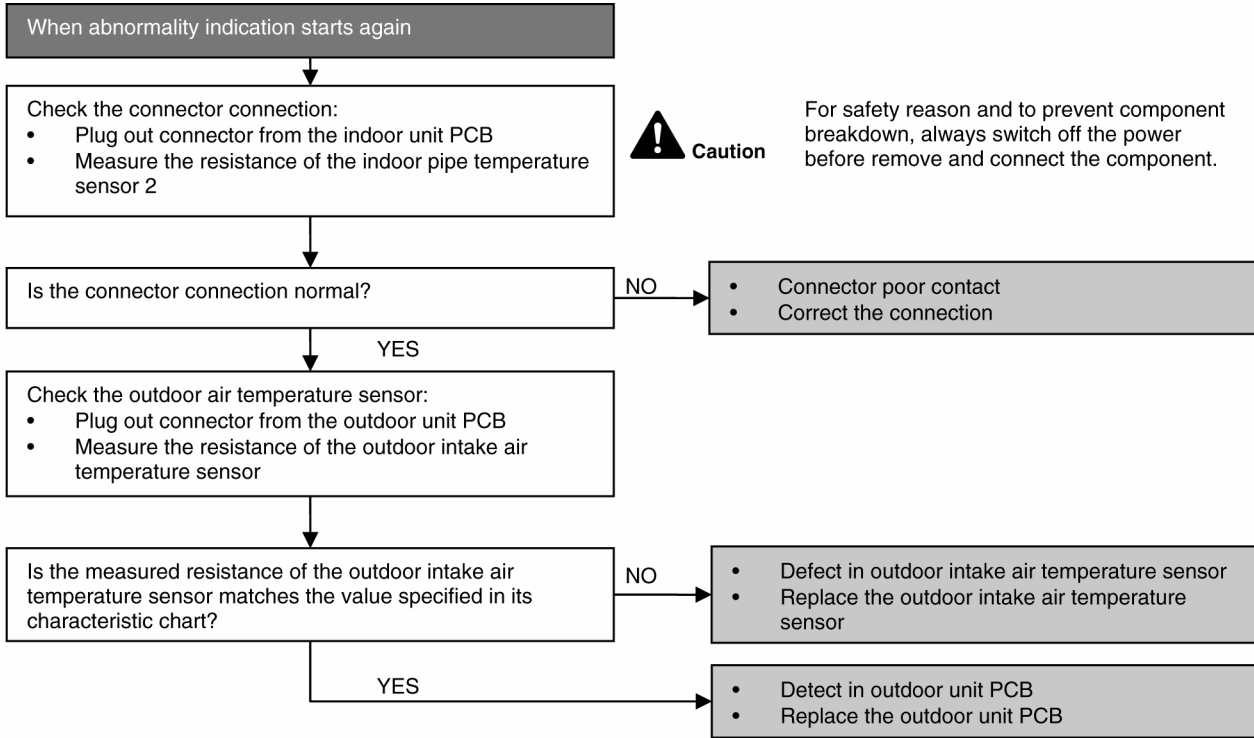 When abnormality indication starts again
Check the connector connection:
• Plug out connector from the indoor unit PCB
• Measure the resistance of the indoor pipe temperature
sensor 2
Caution
For safety reason and to prevent component
breakdown, always switch off the power
before remove and connect the component.
Is the connector connection normal?
NO
• Connector poor contact
• Correct the connection
YES
Check the outdoor air temperature sensor:
• Plug out connector from the outdoor unit PCB
• Measure the resistance of the outdoor intake air
temperature sensor
Is the measured resistance of the outdoor intake air
temperature sensor matches the value specified in its
characteristic chart?
NO
• Defect in outdoor intake air temperature sensor
• Replace the outdoor intake air temperature
sensor
YES
• Detect in outdoor unit PCB
• Replace the outdoor unit PCB